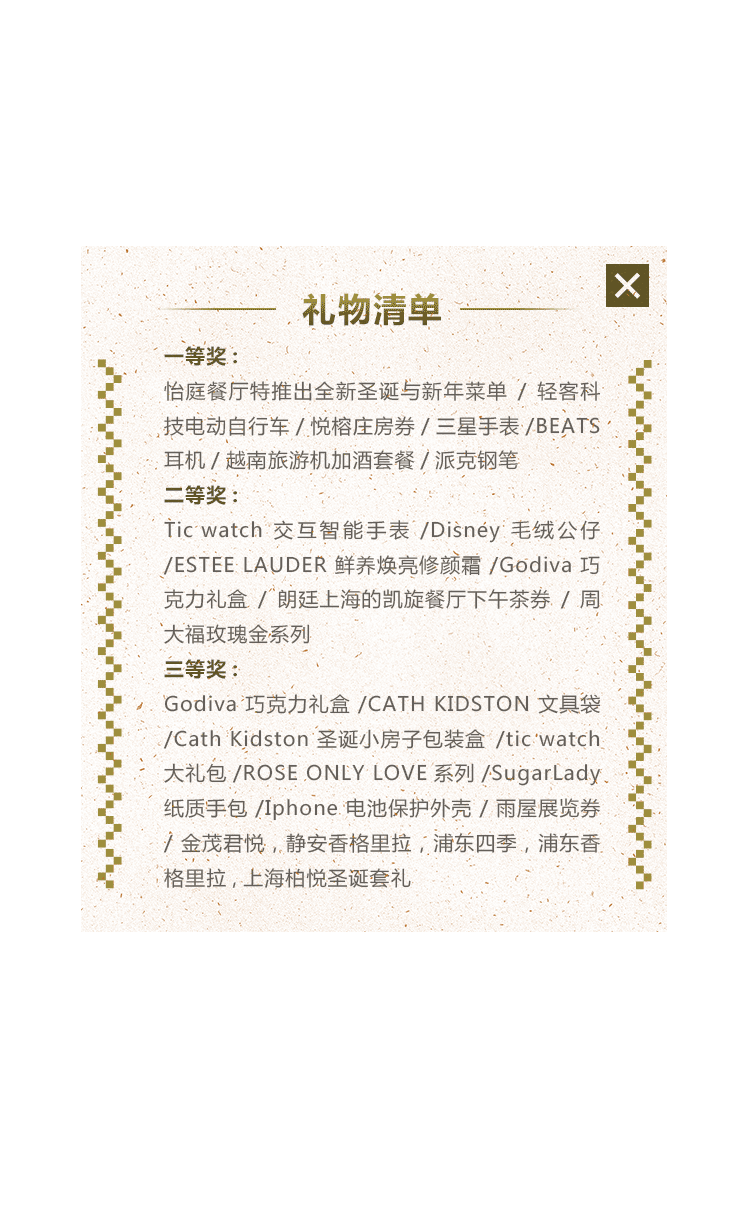 礼物清单
一等奖：
怡庭餐厅特推出全新圣诞与新年菜单 / 轻客科
技电动自行车 / 悦榕庄房券 / 三星手表 /BEATS
耳机 / 越南旅游机加酒套餐 / 派克钢笔
二等奖：
Tic watch 交互智能手表 /Disney 毛绒公仔
/ESTEE LAUDER 鲜养焕亮修颜霜 /Godiva 巧
克力礼盒 / 朗廷上海的凯旋餐厅下午茶券 / 周
大福玫瑰金系列
三等奖：
Godiva 巧克力礼盒 /CATH KIDSTON 文具袋
/Cath Kidston 圣诞小房子包装盒 /tic watch
大礼包 /ROSE ONLY LOVE 系列 /SugarLady
纸质手包 /Iphone 电池保护外壳 / 雨屋展览券
/ 金茂君悦，静安香格里拉，浦东四季，浦东香
格里拉，上海柏悦圣诞套礼